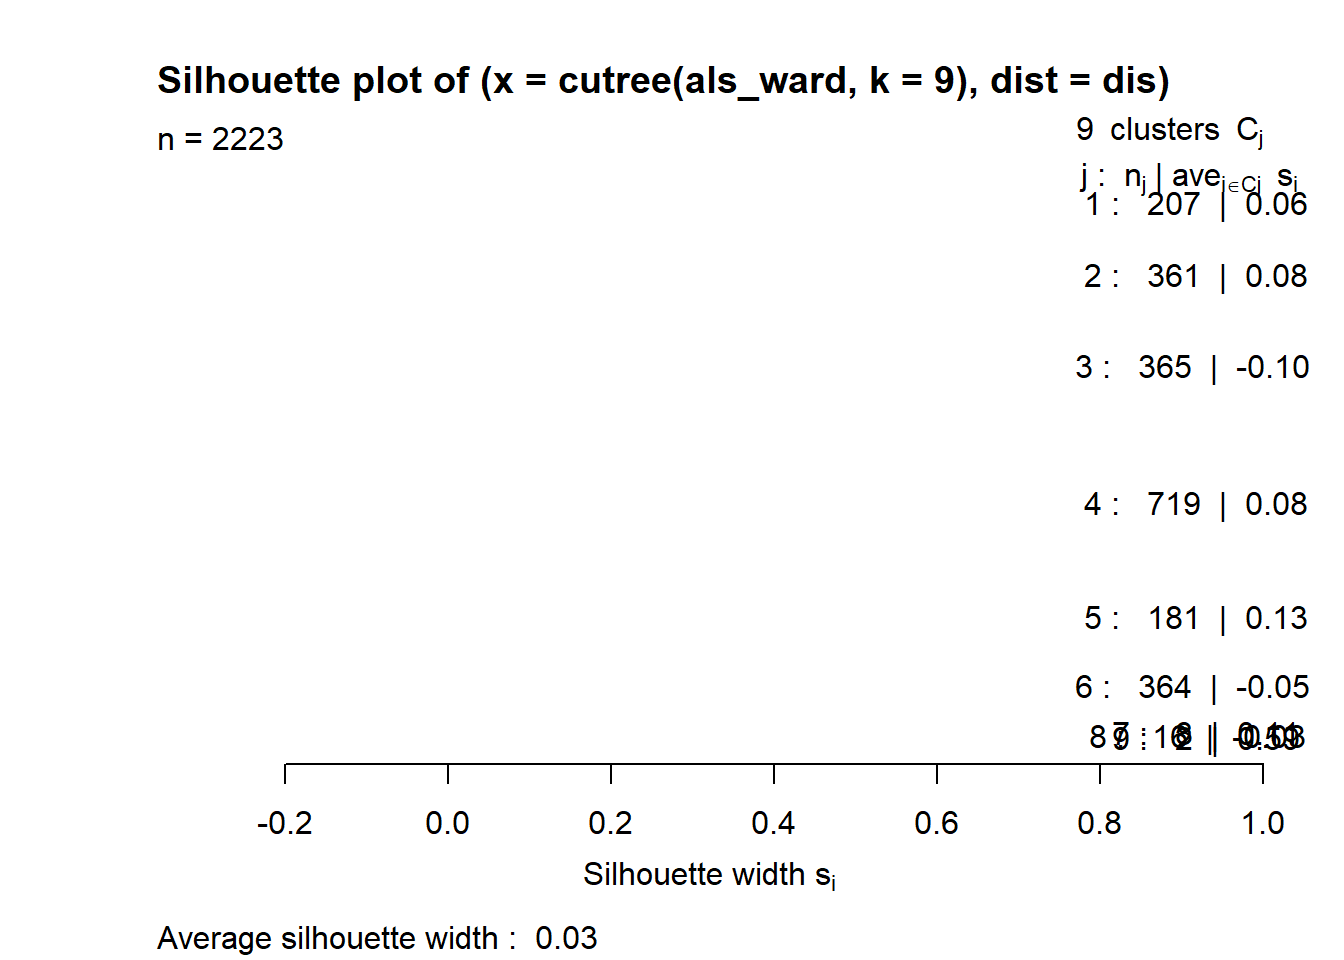 Silhouette plot of (x = cutree(als_ward, k = 9), dist = dis)
n = 2223
9 clusters Cj
j : nj | avei∈Cj si
1 : 207 | 0.06
2 : 361 | 0.08
3 : 365 | -0.10
4 : 719 | 0.08
5 : 181 | 0.13
6 : 364 | -0.05
-0.2 0.0 0.2 0.4 0.6 0.8 1.0
Silhouette width si
Average silhouette width : 0.03